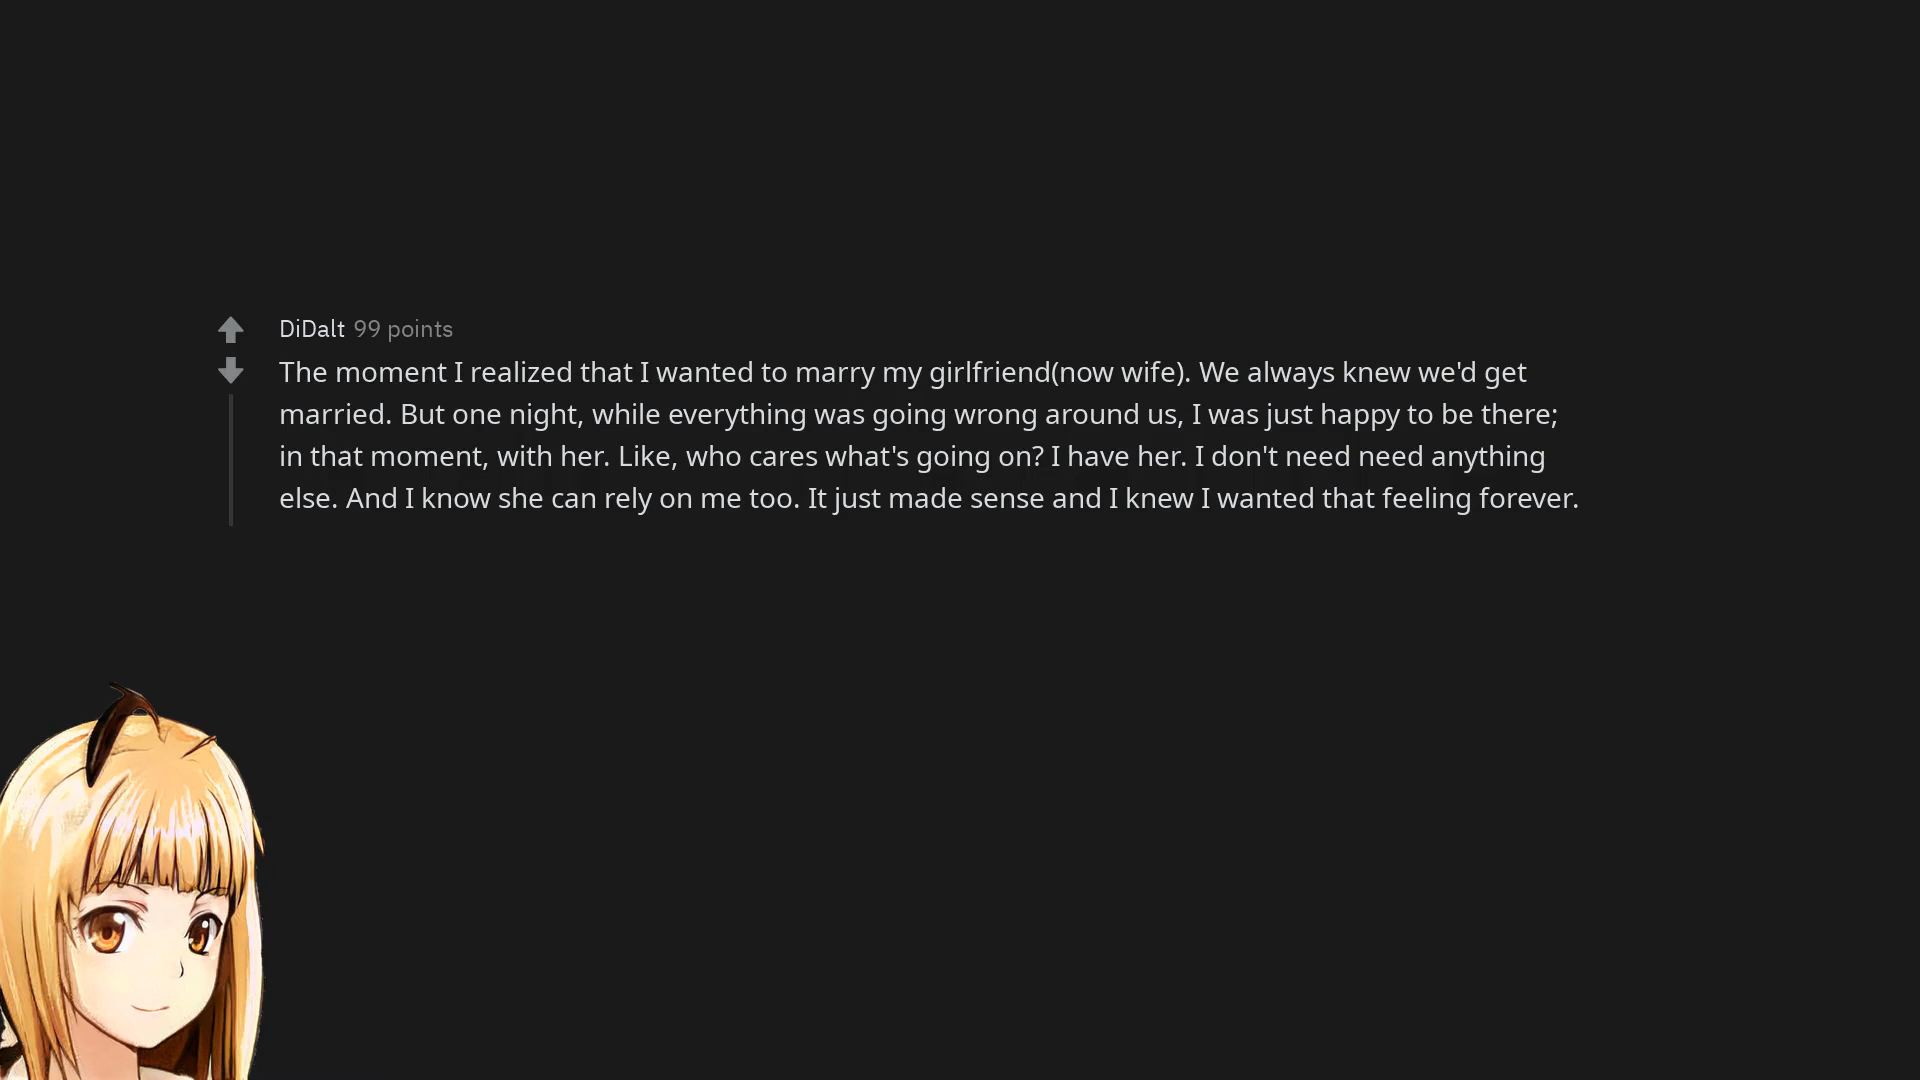 DiDalt 99 points
The moment I realized that I wanted to marry my girlfriend(now wife). We always knew we'd get
married. But one night, while everything was going wrong around us, I was just happy to be there;
in that moment, with her. Like, who cares what's going on? I have her. I don't need need anything
else. And I know she can rely on me too. It just made sense and I knew I wanted that feeling forever.